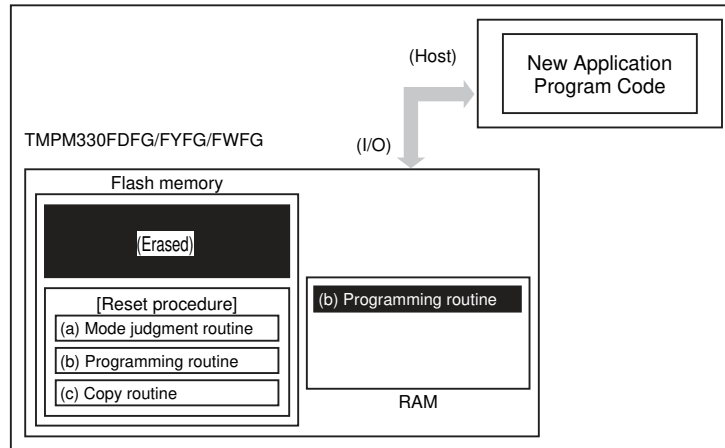 (Host)
New Application
Program Code
TMPM330FDFG/FYFG/FWFG
(I/O)
Flash memory
(Erased)
[Reset procedure]
(a) Mode judgment routine
(b) Programming routine
(c) Copy routine
(b) Programming routine
RAM